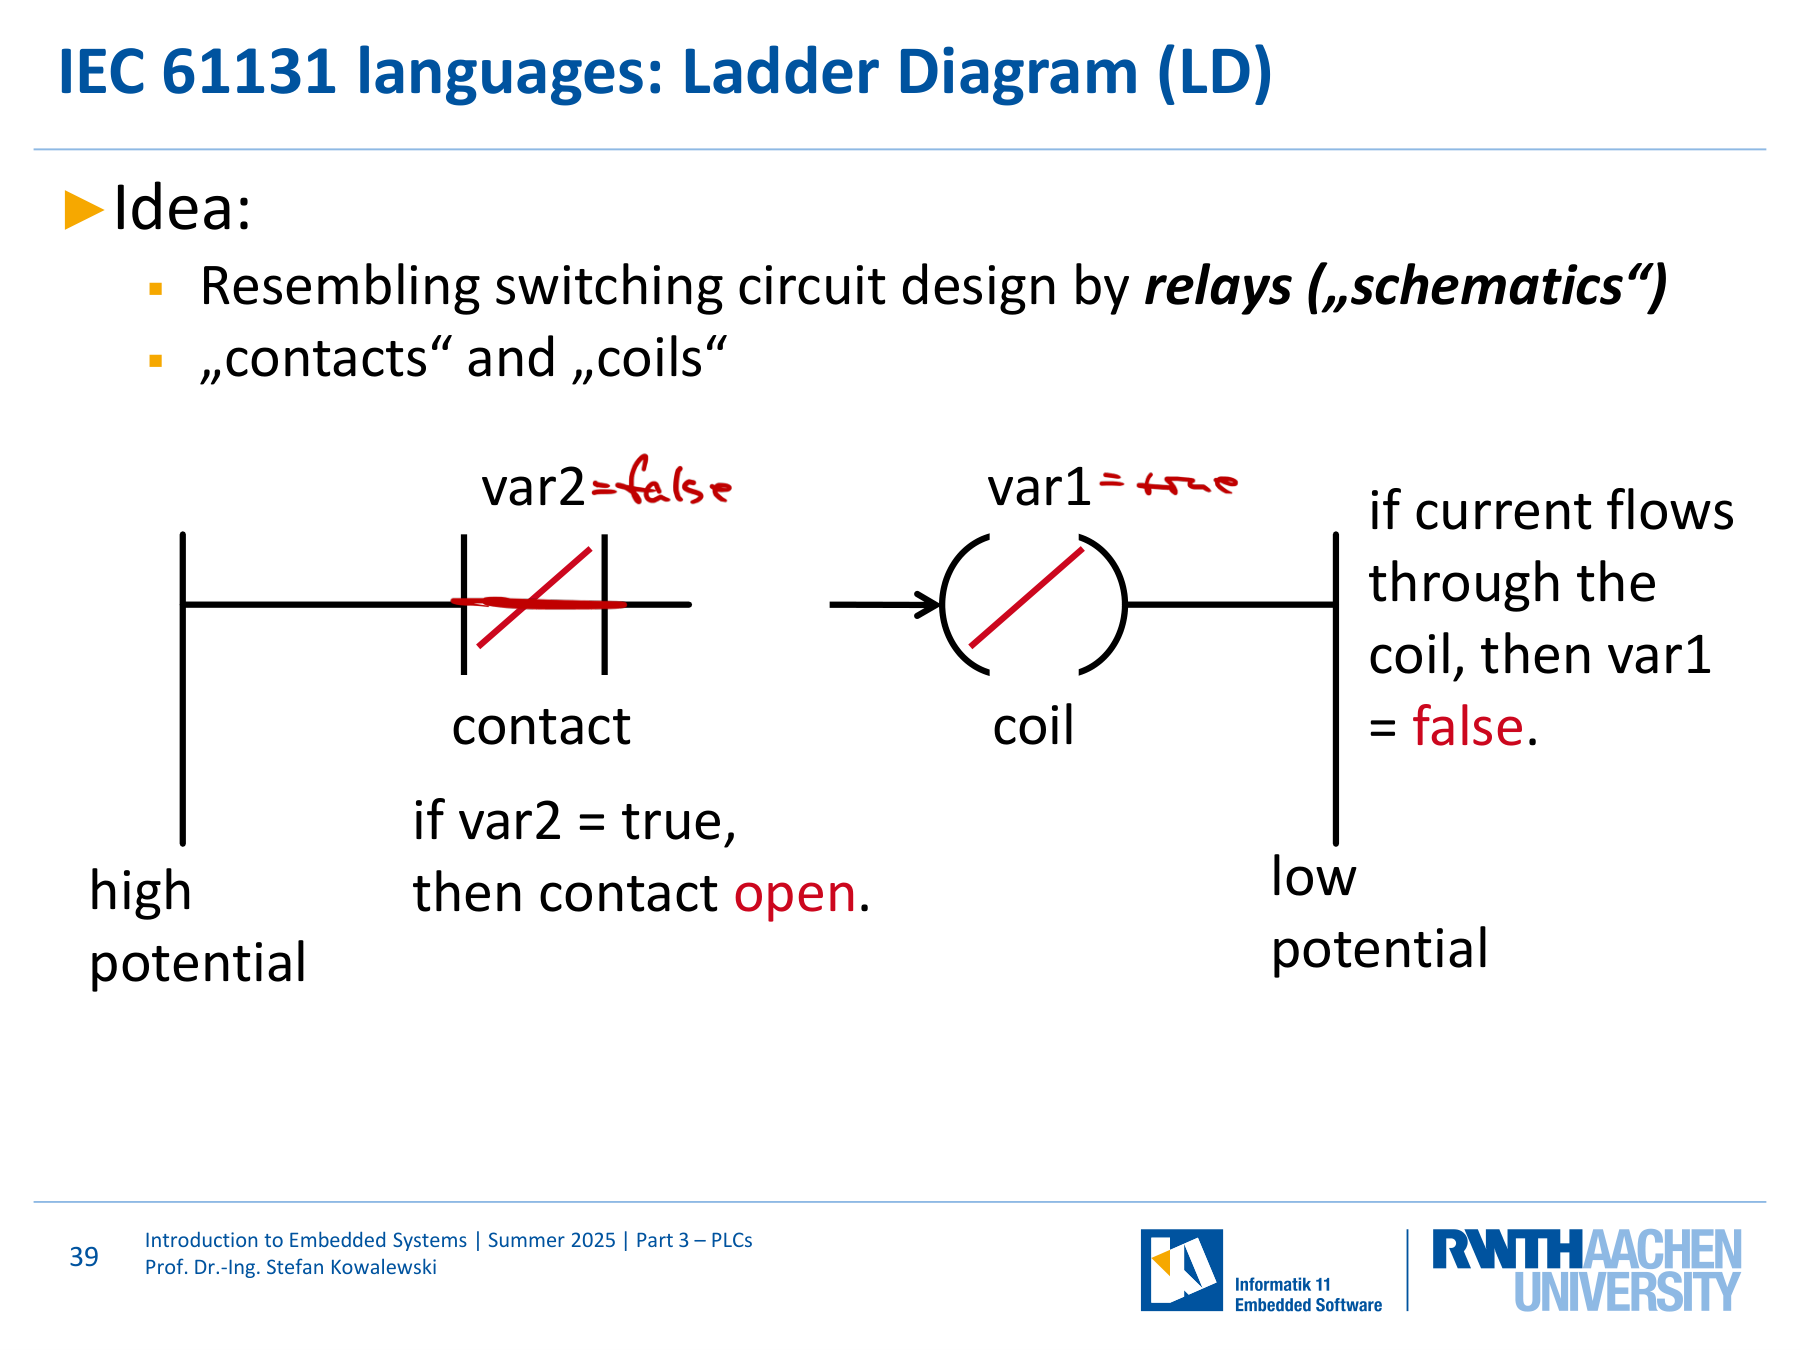 IEC 61131 languages: Ladder Diagram (LD)
Idea:
Resembling switching circuit design by relays („schematics“)
„contacts“ and „coils“
var2 =false
var1 = true
if current flows
through the
coil, then var1
= false.
contact
coil
if var2 = true,
then contact open.
high
potential
low
potential
39
Introduction to Embedded Systems | Summer 2025 | Part 3 – PLCs
Prof. Dr.-Ing. Stefan Kowalewski
Informatik 11
Embedded Software
RWTHAACHEN
UNIVERSITY